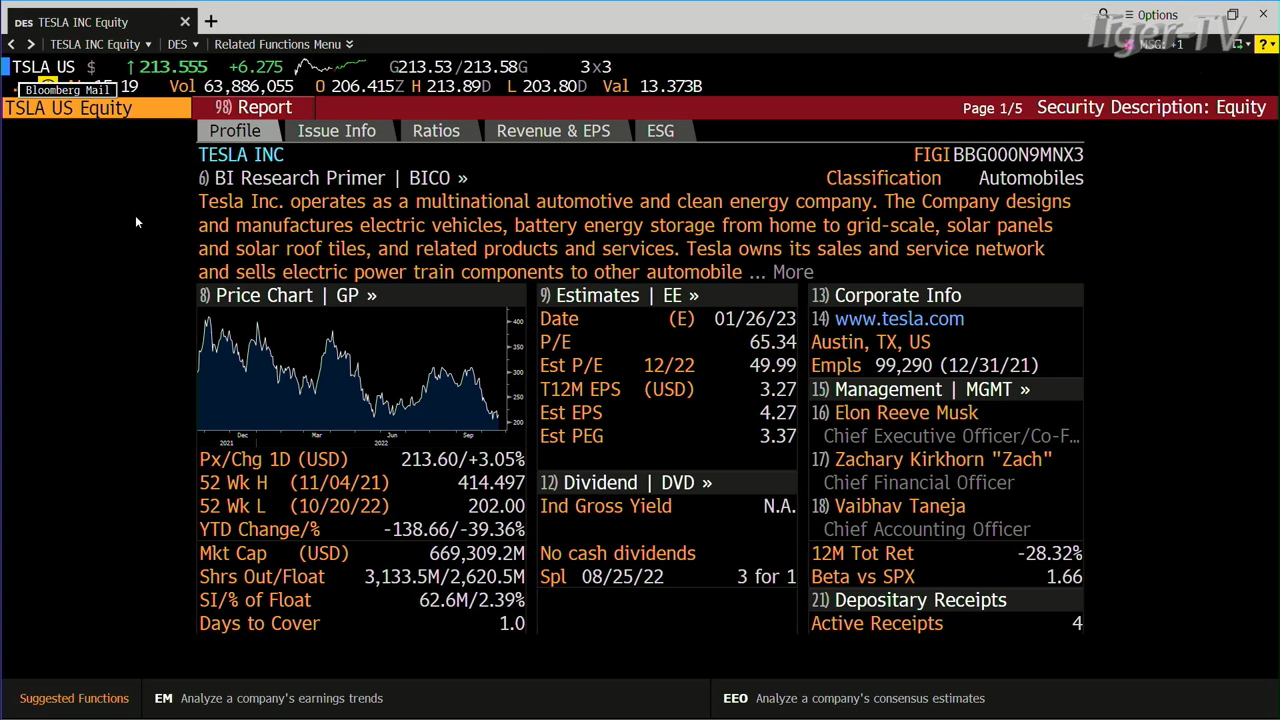 DES TESLA INC Equity
Options
TESLA INC Equity DES Related Functions Menu
MSG: +1
Tiger-TV
TSLA US $ ↑213.555 +6.275 G213.53/213.58G 3x3
19 Vol 63,886,055 O 206.415Z H 213.89D L 203.80D Val 13.373B
Bloomberg Mail
TSLA US Equity 98) Report Page 1/5 Security Description: Equity
Profile Issue Info Ratios Revenue & EPS ESG
TESLA INC FIGI BBG000N9MNX3
6) BI Research Primer | BICO » Classification Automobiles
Tesla Inc. operates as a multinational automotive and clean energy company. The Company designs
and manufactures electric vehicles, battery energy storage from home to grid-scale, solar panels
and solar roof tiles, and related products and services. Tesla owns its sales and service network
and sells electric power train components to other automobile ... More
8) Price Chart | GP »
400
350
300
250
200
Dec Mar Jun Sep
2021 2022
Px/Chg 1D (USD) 213.60/+3.05%
52 Wk H (11/04/21) 414.497
52 Wk L (10/20/22) 202.00
YTD Change/% -138.66/-39.36%
Mkt Cap (USD) 669,309.2M
Shrs Out/Float 3,133.5M/2,620.5M
SI/% of Float 62.6M/2.39%
Days to Cover 1.0
9) Estimates | EE »
Date (E) 01/26/23
P/E 65.34
Est P/E 12/22 49.99
T12M EPS (USD) 3.27
Est EPS 4.27
Est PEG 3.37
12) Dividend | DVD »
Ind Gross Yield N.A.
No cash dividends
Spl 08/25/22 3 for 1
13) Corporate Info
14) www.tesla.com
Austin, TX, US
Empls 99,290 (12/31/21)
15) Management | MGMT »
16) Elon Reeve Musk
Chief Executive Officer/Co-F...
17) Zachary Kirkhorn "Zach"
Chief Financial Officer
18) Vaibhav Taneja
Chief Accounting Officer
12M Tot Ret -28.32%
Beta vs SPX 1.66
21) Depositary Receipts
Active Receipts 4
Suggested Functions EM Analyze a company's earnings trends EEO Analyze a company's consensus estimates